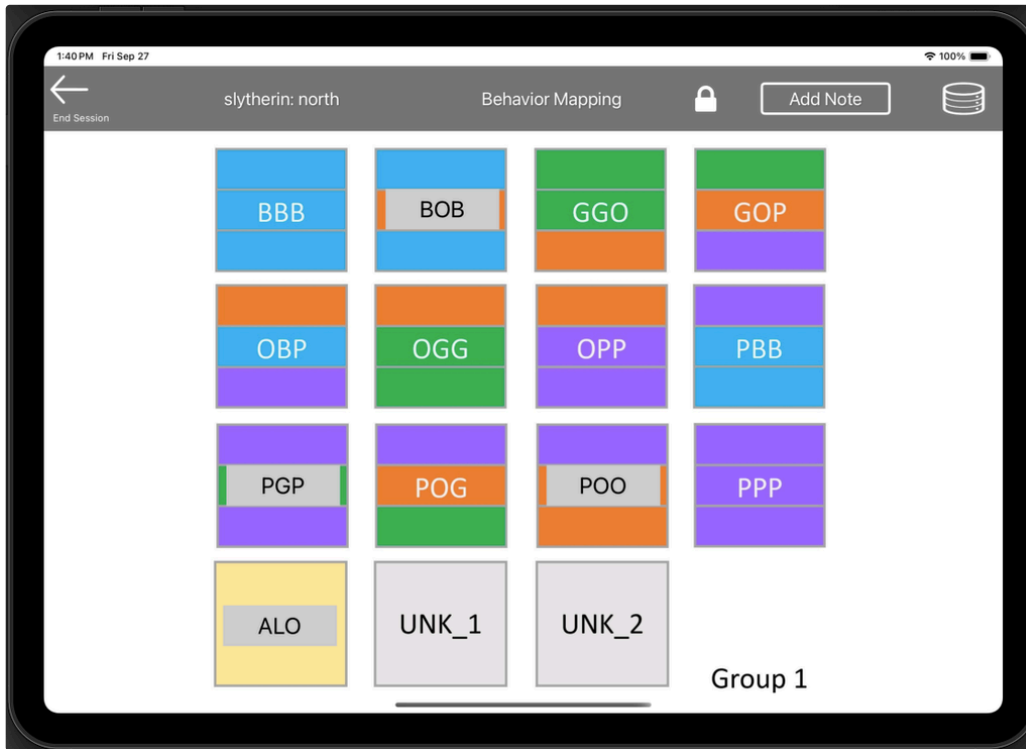 1:40 PM Fri Sep 27 100%
slytherin: north Behavior Mapping Add Note
End Session
BBB BOB GGO GOP
OBP OGG OPP PBB
PGP POG POO PPP
ALO UNK_1 UNK_2
Group 1